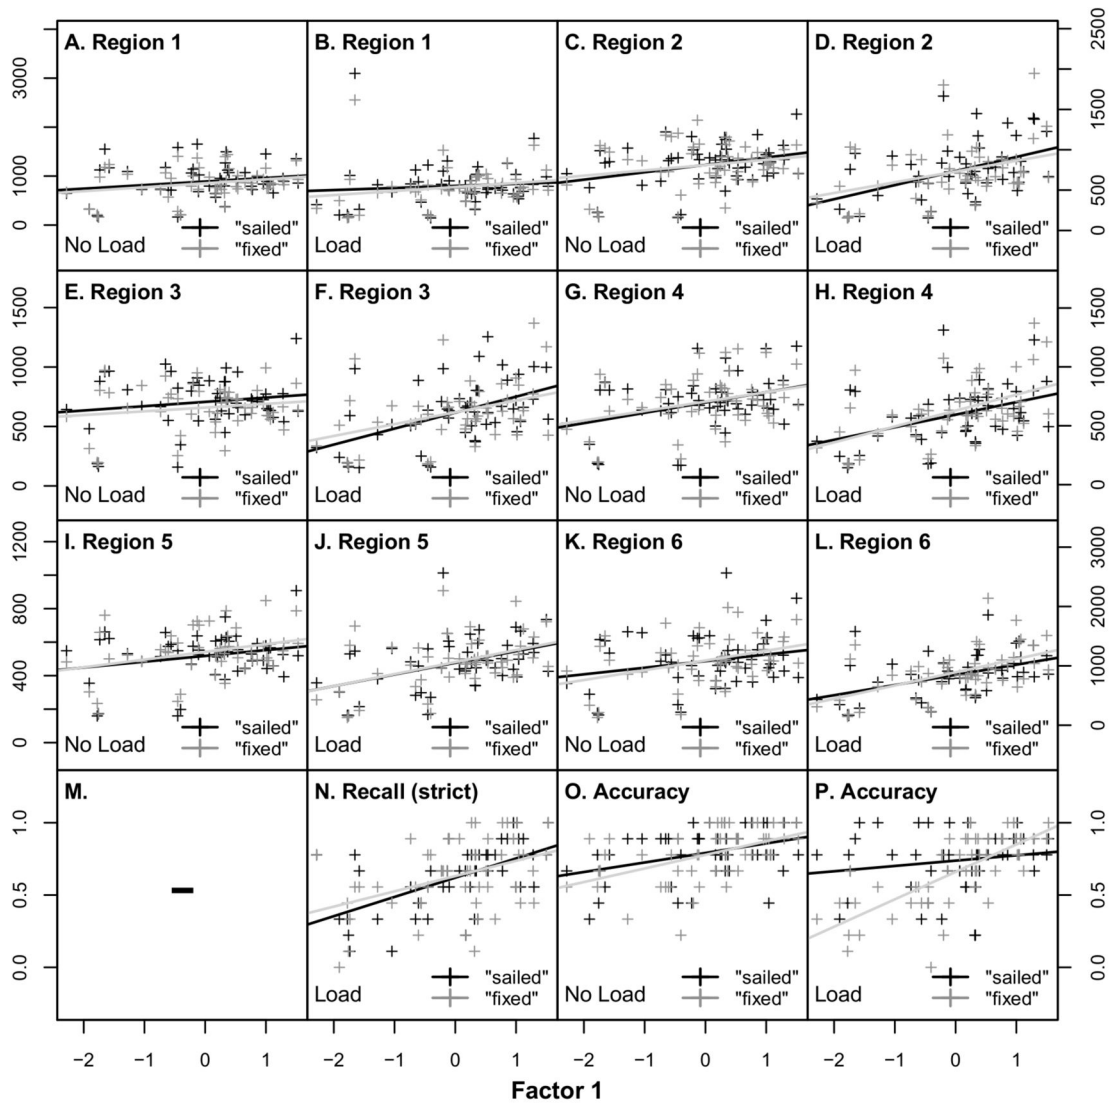 A. Region 1
B. Region 1
C. Region 2
D. Region 2
0 1000 3000
0 500 1500 2500
No Load "sailed"
"fixed"
Load "sailed"
"fixed"
No Load "sailed"
"fixed"
Load "sailed"
"fixed"
E. Region 3
F. Region 3
G. Region 4
H. Region 4
0 500 1000 1500
0 500 1000 1500
No Load "sailed"
"fixed"
Load "sailed"
"fixed"
No Load "sailed"
"fixed"
Load "sailed"
"fixed"
I. Region 5
J. Region 5
K. Region 6
L. Region 6
0 400 800 1200
0 1000 2000 3000
No Load "sailed"
"fixed"
Load "sailed"
"fixed"
No Load "sailed"
"fixed"
Load "sailed"
"fixed"
M.
N. Recall (strict)
O. Accuracy
P. Accuracy
0.0 0.5 1.0
0.0 0.5 1.0
Load "sailed"
"fixed"
No Load "sailed"
"fixed"
Load "sailed"
"fixed"
−2 −1 0 1 −2 −1 0 1 −2 −1 0 1 −2 −1 0 1
Factor 1